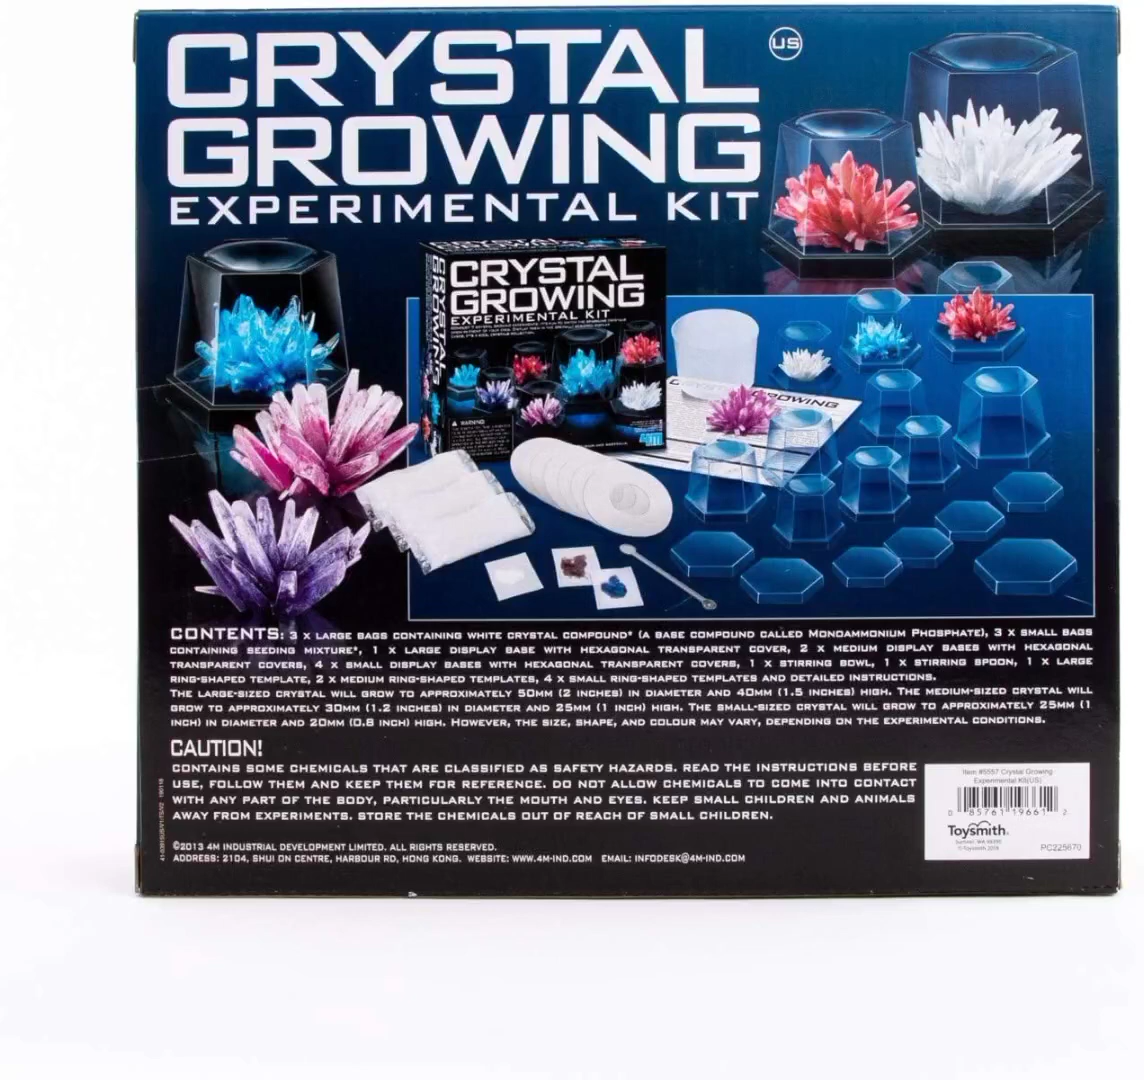 CRYSTAL
US
GROWING
EXPERIMENTAL KIT
CRYSTAL
GROWING
EXPERIMENTAL KIT
CRYSTAL
GROWING
WARNING
4M
GROWING
CONTENTS: 3 X LARGE BAGS CONTAINING WHITE CRYSTAL COMPOUND* (A BASE COMPOUND CALLED MONOAMMONIUM PHOSPHATE), 3 X SMALL BAGS
CONTAINING SEEDING MIXTURE*, 1 X LARGE DISPLAY BASE WITH HEXAGONAL TRANSPARENT COVER, 2 X MEDIUM DISPLAY BASES WITH HEXAGONAL
TRANSPARENT COVERS, 4 X SMALL DISPLAY BASES WITH HEXAGONAL TRANSPARENT COVERS, 1 X STIRRING BOWL, 1 X STIRRING SPOON, 1 X LARGE
RING-SHAPED TEMPLATE, 2 X MEDIUM RING-SHAPED TEMPLATES, 4 X SMALL RING-SHAPED TEMPLATES AND DETAILED INSTRUCTIONS.
THE LARGE-SIZED CRYSTAL WILL GROW TO APPROXIMATELY 50MM (2 INCHES) IN DIAMETER AND 40MM (1.5 INCHES) HIGH. THE MEDIUM-SIZED CRYSTAL WILL
GROW TO APPROXIMATELY 30MM (1.2 INCHES) IN DIAMETER AND 25MM (1 INCH) HIGH. THE SMALL-SIZED CRYSTAL WILL GROW TO APPROXIMATELY 25MM (1
INCH) IN DIAMETER AND 20MM (0.8 INCH) HIGH. HOWEVER, THE SIZE, SHAPE, AND COLOUR MAY VARY, DEPENDING ON THE EXPERIMENTAL CONDITIONS.
CAUTION!
CONTAINS SOME CHEMICALS THAT ARE CLASSIFIED AS SAFETY HAZARDS. READ THE INSTRUCTIONS BEFORE
USE, FOLLOW THEM AND KEEP THEM FOR REFERENCE. DO NOT ALLOW CHEMICALS TO COME INTO CONTACT
WITH ANY PART OF THE BODY, PARTICULARLY THE MOUTH AND EYES. KEEP SMALL CHILDREN AND ANIMALS
AWAY FROM EXPERIMENTS. STORE THE CHEMICALS OUT OF REACH OF SMALL CHILDREN.
©2013 4M INDUSTRIAL DEVELOPMENT LIMITED. ALL RIGHTS RESERVED.
ADDRESS: 2104, SHUI ON CENTRE, HARBOUR RD, HONG KONG. WEBSITE: WWW.4M-IND.COM EMAIL: INFODESK@4M-IND.COM
Item #5557 Crystal Growing
Experimental Kit(US)
0 85761 19661 2
Toysmith.
PC225670